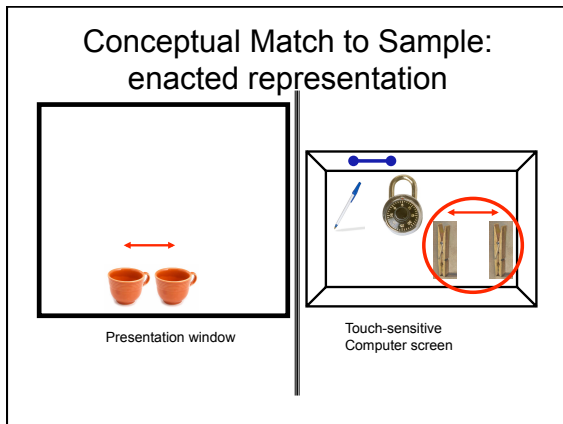 Conceptual Match to Sample:
enacted representation
Presentation window
Touch-sensitive
Computer screen